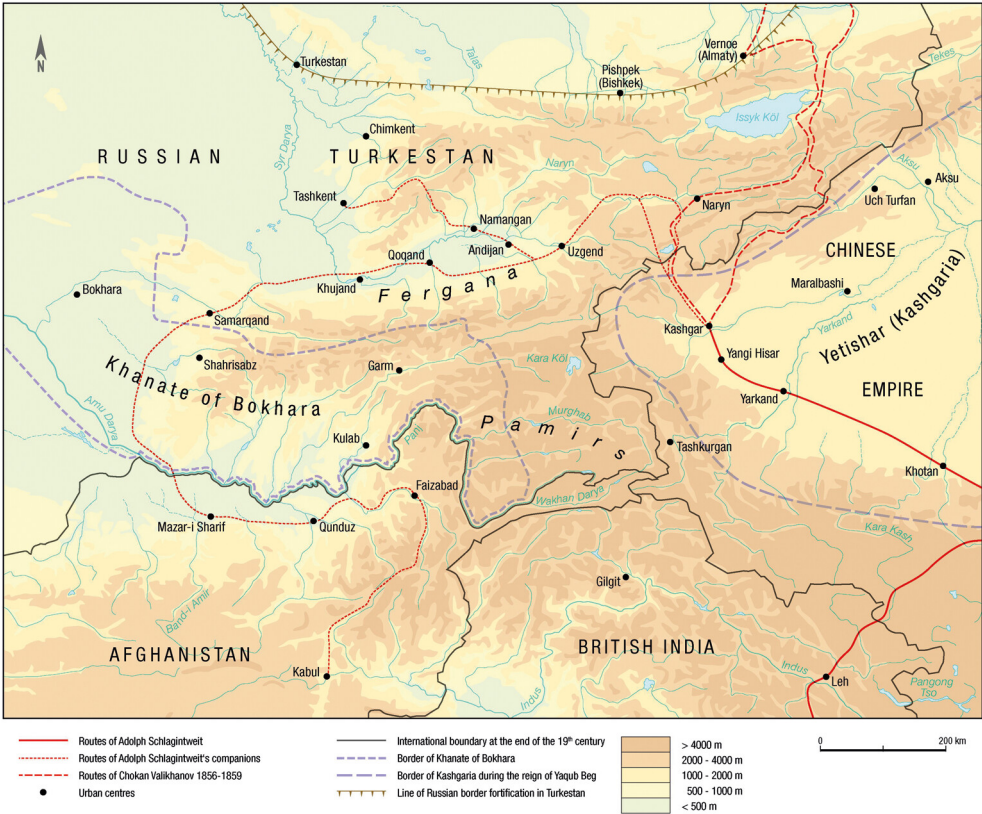 N
Turkestan
Talas
Vernoe
(Almaty)
Pishpek
(Bishkek)
Tekes
Issyk Köl
Chimkent
Syr Darya
RUSSIAN
TURKESTAN
Naryn
Aksu
Aksu
Uch Turfan
Tashkent
Naryn
Namangan
Andijan
Uzgend
CHINESE
Qoqand
Khujand
Fergana
Maralbashi
Bokhara
Samarqand
Yarkand
Yetishar (Kashgaria)
Kashgar
Shahrisabz
Garm
Kara Köl
Yangi Hisar
Khanate of Bokhara
Yarkand
EMPIRE
Amu Darya
Murghab
Pamirs
Kulab
Panj
Tashkurgan
Khotan
Faizabad
Wakhan Darya
Mazar-i Sharif
Qunduz
Kara Kash
Gilgit
Band-i Amir
AFGHANISTAN
BRITISH INDIA
Kabul
Indus
Indus
Leh
Pangong
Tso
Routes of Adolph Schlagintweit
Routes of Adolph Schlagintweit's companions
Routes of Chokan Valikhanov 1856-1859
Urban centres
International boundary at the end of the 19th century
Border of Khanate of Bokhara
Border of Kashgaria during the reign of Yaqub Beg
Line of Russian border fortification in Turkestan
> 4000 m
2000 - 4000 m
1000 - 2000 m
500 - 1000 m
< 500 m
0 200 km